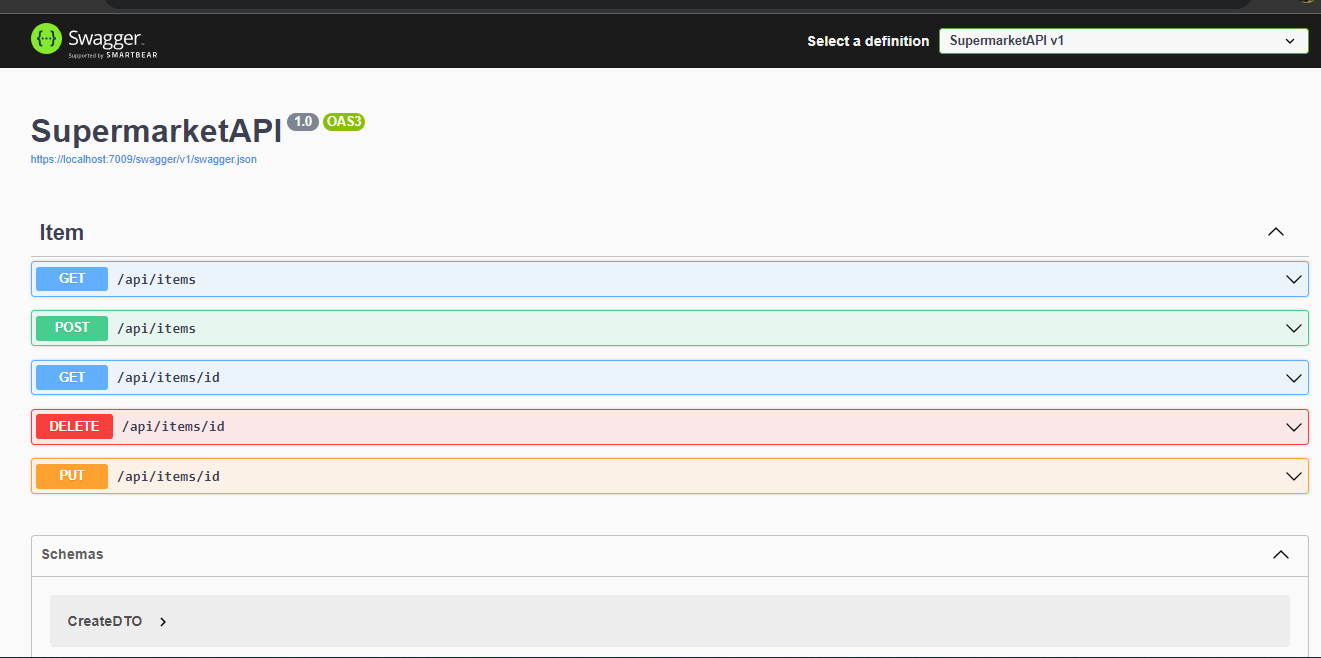 Swagger
Supported by SMARTBEAR
Select a definition
SupermarketAPI v1
SupermarketAPI 1.0 OAS3
https://localhost:7009/swagger/v1/swagger.json
Item
GET /api/items
POST /api/items
GET /api/items/id
DELETE /api/items/id
PUT /api/items/id
Schemas
CreateDTO